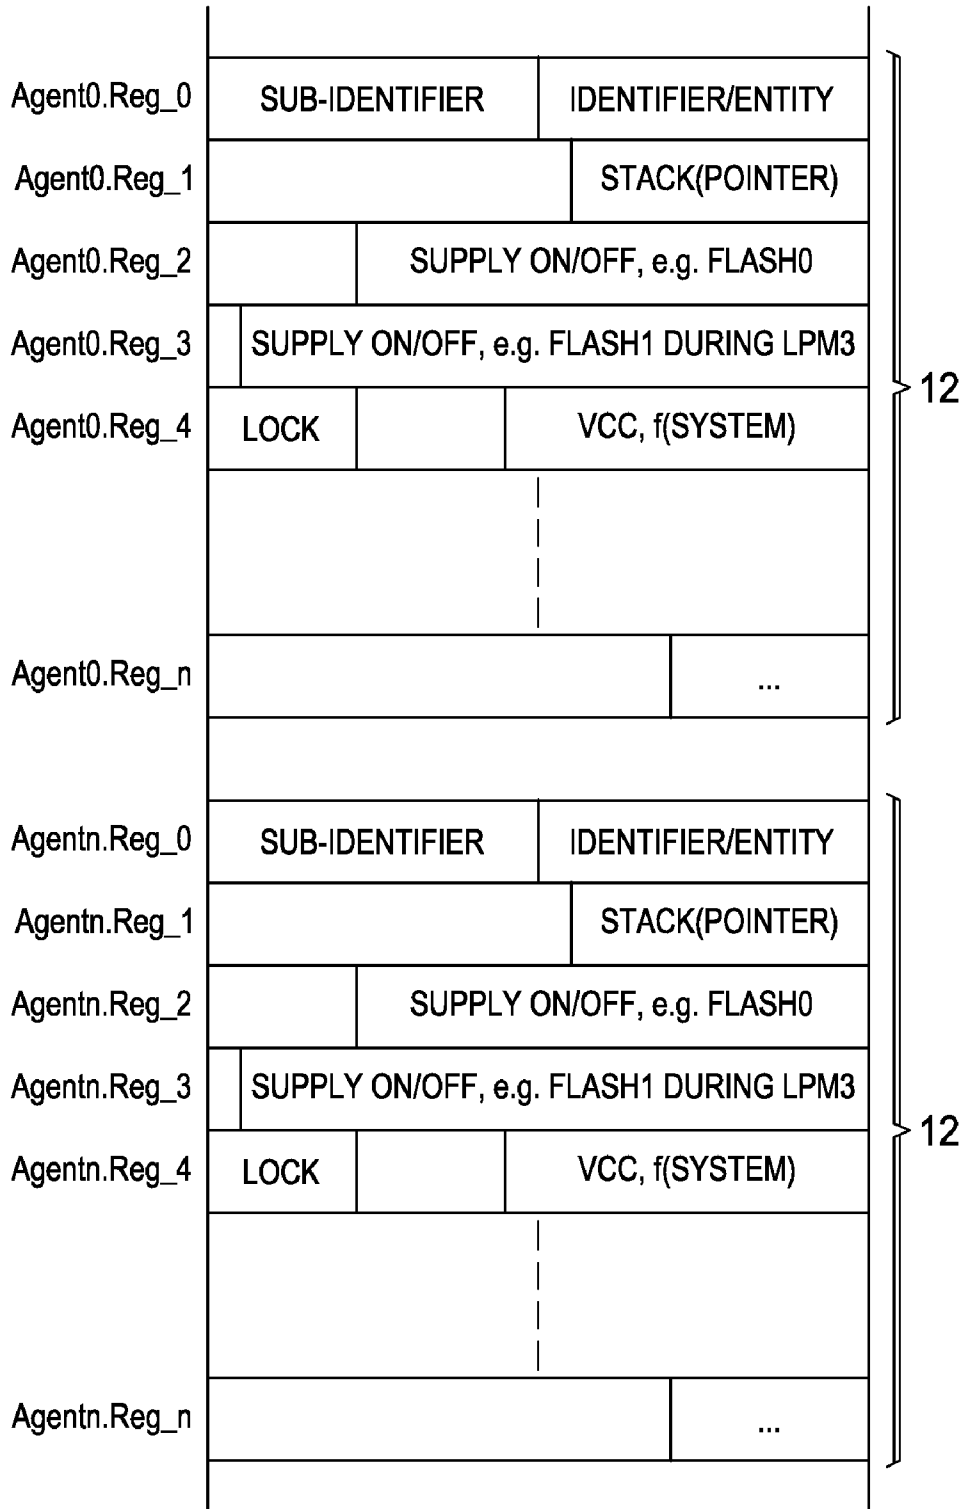 Agent0.Reg_0 SUB-IDENTIFIER IDENTIFIER/ENTITY
Agent0.Reg_1 STACK(POINTER)
Agent0.Reg_2 SUPPLY ON/OFF, e.g. FLASH0
Agent0.Reg_3 SUPPLY ON/OFF, e.g. FLASH1 DURING LPM3
12
Agent0.Reg_4 LOCK VCC, f(SYSTEM)
Agent0.Reg_n ...
Agentn.Reg_0 SUB-IDENTIFIER IDENTIFIER/ENTITY
Agentn.Reg_1 STACK(POINTER)
Agentn.Reg_2 SUPPLY ON/OFF, e.g. FLASH0
Agentn.Reg_3 SUPPLY ON/OFF, e.g. FLASH1 DURING LPM3
12
Agentn.Reg_4 LOCK VCC, f(SYSTEM)
Agentn.Reg_n ...